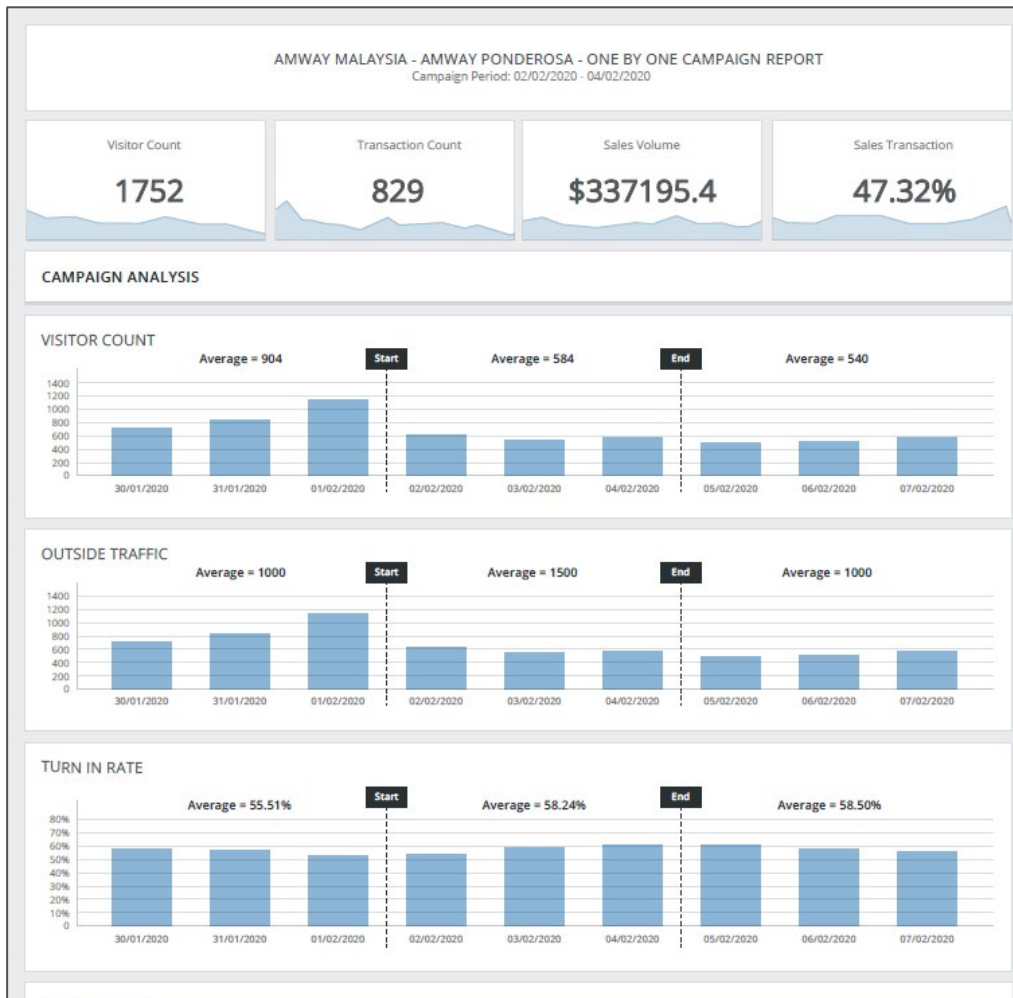 AMWAY MALAYSIA - AMWAY PONDEROSA - ONE BY ONE CAMPAIGN REPORT
Campaign Period: 02/02/2020 - 04/02/2020
Visitor Count
1752
Transaction Count
829
Sales Volume
$337195.4
Sales Transaction
47.32%
CAMPAIGN ANALYSIS
VISITOR COUNT
Average = 904
Start
Average = 584
End
Average = 540
1400
1200
1000
800
600
400
200
0
30/01/2020 31/01/2020 01/02/2020 02/02/2020 03/02/2020 04/02/2020 05/02/2020 06/02/2020 07/02/2020
OUTSIDE TRAFFIC
Average = 1000
Start
Average = 1500
End
Average = 1000
1400
1200
1000
800
600
400
200
0
30/01/2020 31/01/2020 01/02/2020 02/02/2020 03/02/2020 04/02/2020 05/02/2020 06/02/2020 07/02/2020
TURN IN RATE
Average = 55.51%
Start
Average = 58.24%
End
Average = 58.50%
80%
70%
60%
50%
40%
30%
20%
10%
0
30/01/2020 31/01/2020 01/02/2020 02/02/2020 03/02/2020 04/02/2020 05/02/2020 06/02/2020 07/02/2020